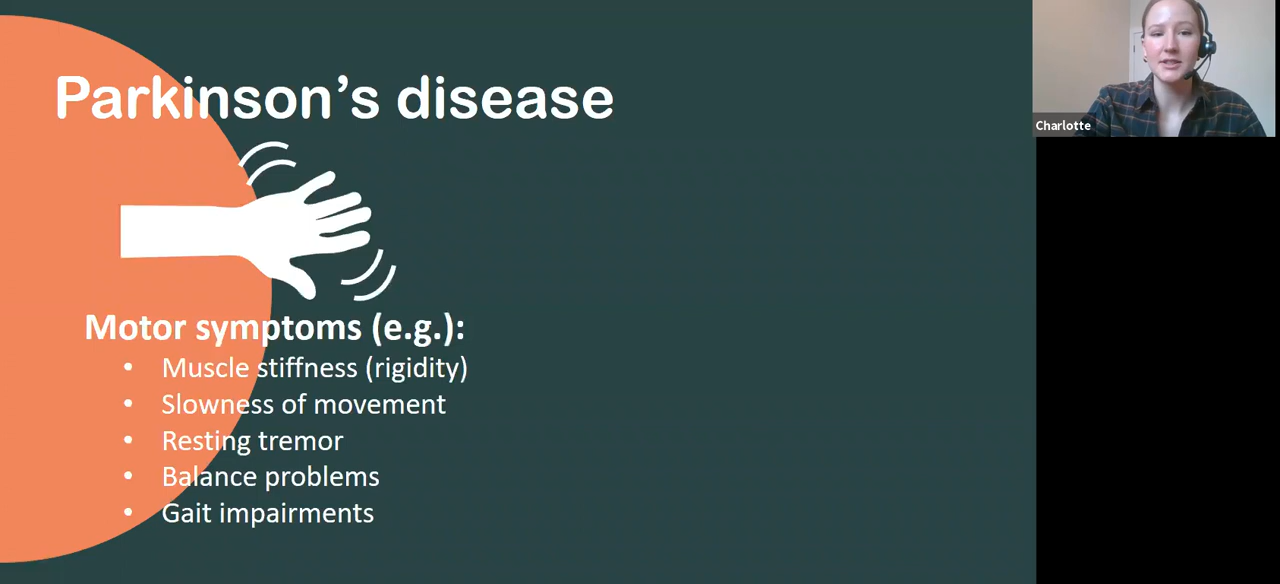 Parkinson's disease
Charlotte
Motor symptoms (e.g.):
• Muscle stiffness (rigidity)
• Slowness of movement
• Resting tremor
• Balance problems
• Gait impairments